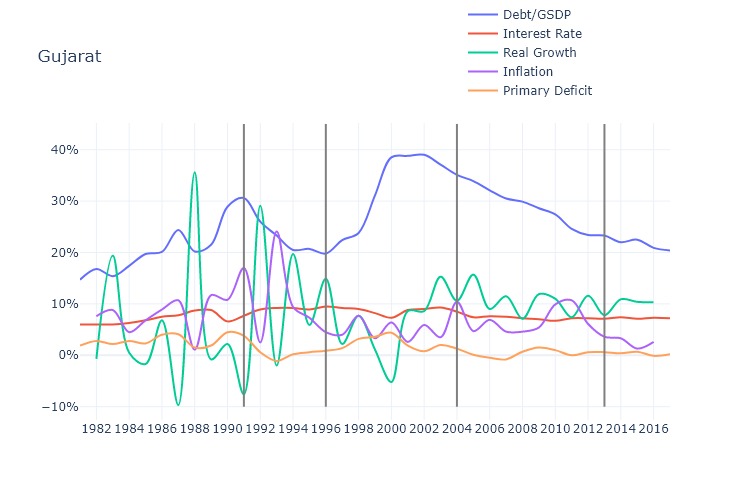 Debt/GSDP
Interest Rate
Real Growth
Inflation
Primary Deficit
Gujarat
40%
30%
20%
10%
0%
−10%
1982 1984 1986 1988 1990 1992 1994 1996 1998 2000 2002 2004 2006 2008 2010 2012 2014 2016